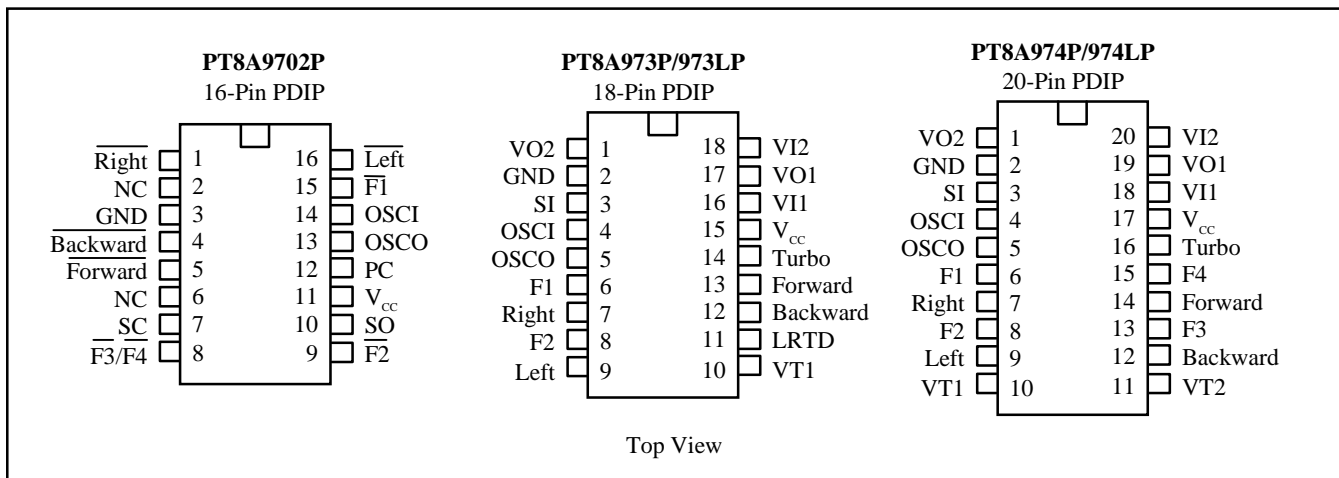 PT8A9702P
16-Pin PDIP
Right 1 16 Left
NC 2 15 F1
GND 3 14 OSCI
Backward 4 13 OSCO
Forward 5 12 PC
NC 6 11 VCC
SC 7 10 SO
F3/F4 8 9 F2
PT8A973P/973LP
18-Pin PDIP
VO2 1 18 VI2
GND 2 17 VO1
SI 3 16 VI1
OSCI 4 15 VCC
OSCO 5 14 Turbo
F1 6 13 Forward
Right 7 12 Backward
F2 8 11 LRTD
Left 9 10 VT1
PT8A974P/974LP
20-Pin PDIP
VO2 1 20 VI2
GND 2 19 VO1
SI 3 18 VI1
OSCI 4 17 VCC
OSCO 5 16 Turbo
F1 6 15 F4
Right 7 14 Forward
F2 8 13 F3
Left 9 12 Backward
VT1 10 11 VT2
Top View